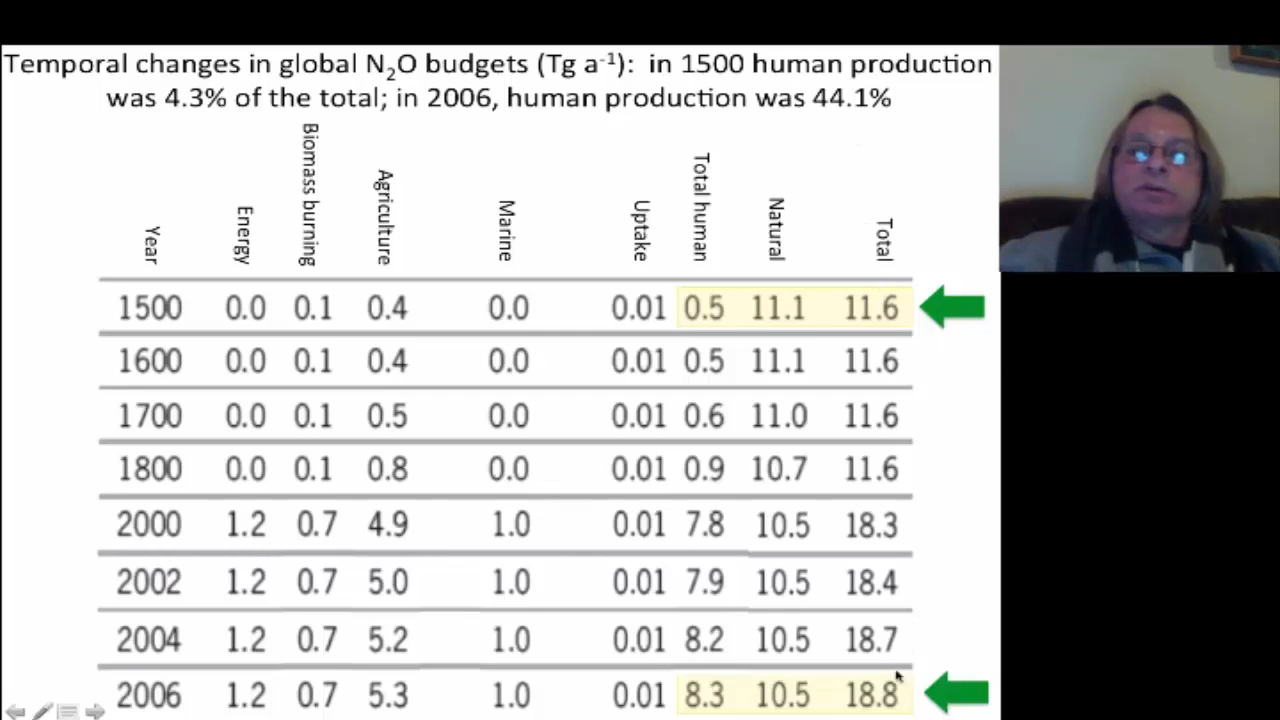 Temporal changes in global N₂O budgets (Tg a⁻¹): in 1500 human production
was 4.3% of the total; in 2006, human production was 44.1%
Year Energy Biomass burning Agriculture Marine Uptake Total human Natural Total
1500 0.0 0.1 0.4 0.0 0.01 0.5 11.1 11.6
1600 0.0 0.1 0.4 0.0 0.01 0.5 11.1 11.6
1700 0.0 0.1 0.5 0.0 0.01 0.6 11.0 11.6
1800 0.0 0.1 0.8 0.0 0.01 0.9 10.7 11.6
2000 1.2 0.7 4.9 1.0 0.01 7.8 10.5 18.3
2002 1.2 0.7 5.0 1.0 0.01 7.9 10.5 18.4
2004 1.2 0.7 5.2 1.0 0.01 8.2 10.5 18.7
2006 1.2 0.7 5.3 1.0 0.01 8.3 10.5 18.8